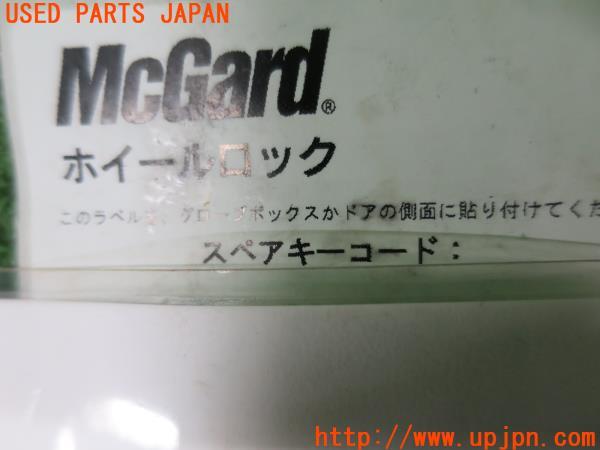 USED PARTS JAPAN
McGard®
ホイールロック
このラベルを、グローブボックスかドアの側面に貼り付けてくだ
スペアキーコード：
http://www.upjpn.com/